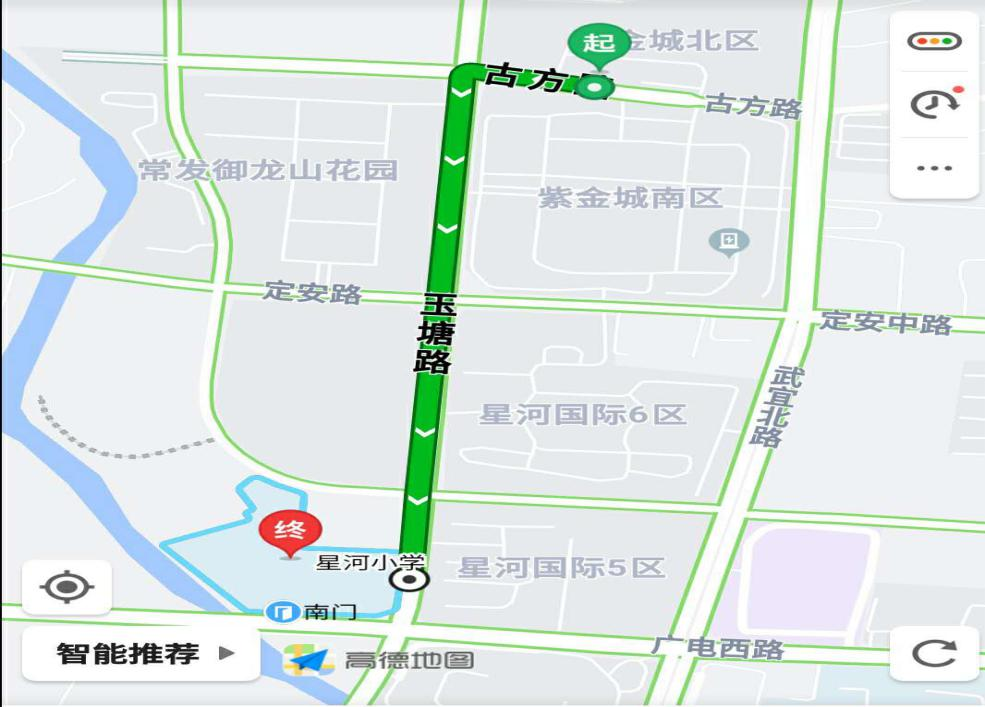 起
金城北区
古方路
古方路
常发御龙山花园
紫金城南区
定安路
玉塘路
定安中路
武宜北路
星河国际6区
终
星河小学
星河国际5区
南门
广电西路
智能推荐
高德地图